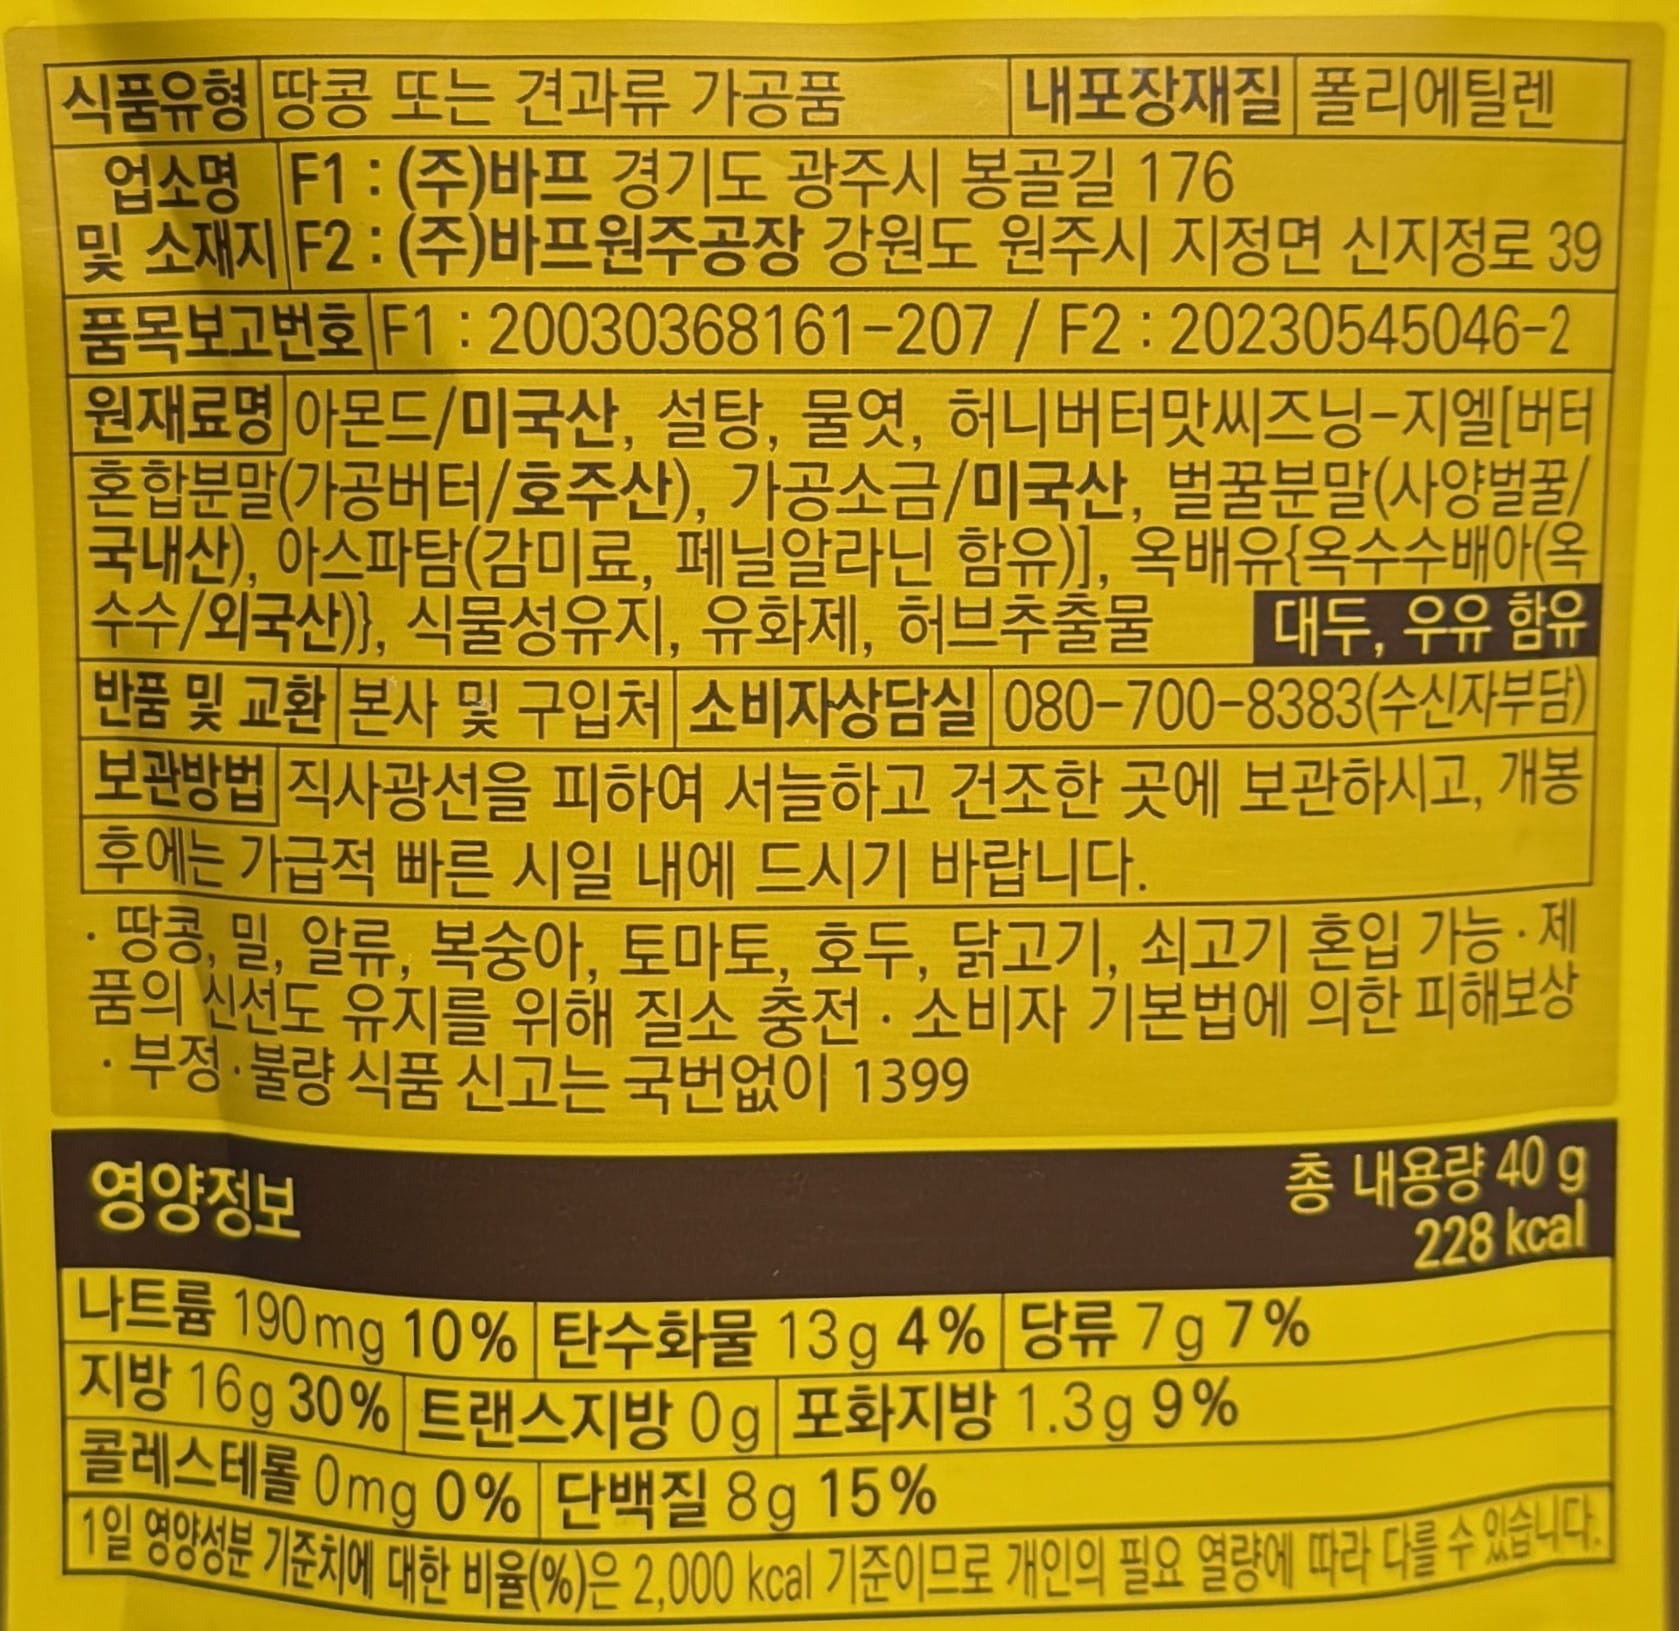 식품유형 땅콩 또는 견과류 가공품 내포장재질 폴리에틸렌
업소명 F1 : (주)바프 경기도 광주시 봉골길 176
및 소재지 F2 : (주)바프원주공장 강원도 원주시 지정면 신지정로 39
품목보고번호 F1 : 20030368161-207 / F2 : 20230545046-2
원재료명 아몬드/미국산, 설탕, 물엿, 허니버터맛씨즈닝-지엘[버터
혼합분말(가공버터/호주산), 가공소금/미국산, 벌꿀분말(사양벌꿀/
국내산), 아스파탐(감미료, 페닐알라닌 함유)], 옥배유{옥수수배아(옥
수수/외국산)}, 식물성유지, 유화제, 허브추출물 대두, 우유 함유
반품 및 교환 본사 및 구입처 소비자상담실 080-700-8383(수신자부담)
보관방법 직사광선을 피하여 서늘하고 건조한 곳에 보관하시고, 개봉
후에는 가급적 빠른 시일 내에 드시기 바랍니다.
· 땅콩, 밀, 알류, 복숭아, 토마토, 호두, 닭고기, 쇠고기 혼입 가능 · 제
품의 신선도 유지를 위해 질소 충전 · 소비자 기본법에 의한 피해보상
· 부정·불량 식품 신고는 국번없이 1399
영양정보 총 내용량 40 g
228 kcal
나트륨 190mg 10% 탄수화물 13g 4% 당류 7g 7%
지방 16g 30% 트랜스지방 0g 포화지방 1.3g 9%
콜레스테롤 0mg 0% 단백질 8g 15%
1일 영양성분 기준치에 대한 비율(%)은 2,000 kcal 기준이므로 개인의 필요 열량에 따라 다를 수 있습니다.